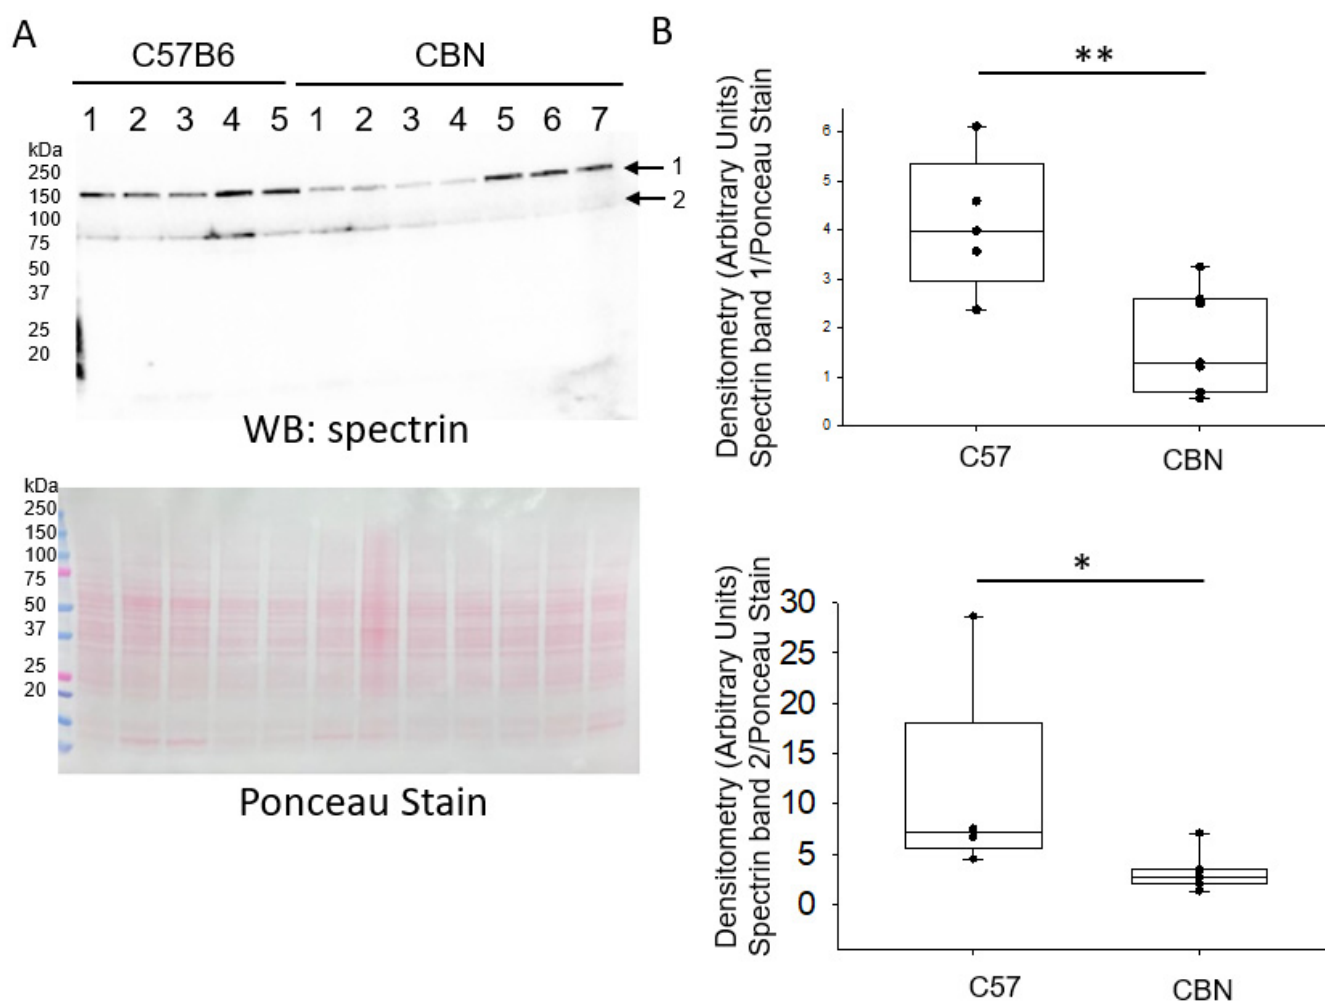 A
C57B6 CBN
1 2 3 4 5 1 2 3 4 5 6 7
kDa
250
150
100
75
50
37
25
20
1
2
WB: spectrin
kDa
250
150
100
75
50
37
25
20
Ponceau Stain
B
**
Densitometry (Arbitrary Units)
Spectrin band 1/Ponceau Stain
6
5
4
3
2
1
0
C57 CBN
*
Densitometry (Arbitrary Units)
Spectrin band 2/Ponceau Stain
30
25
20
15
10
5
0
C57 CBN